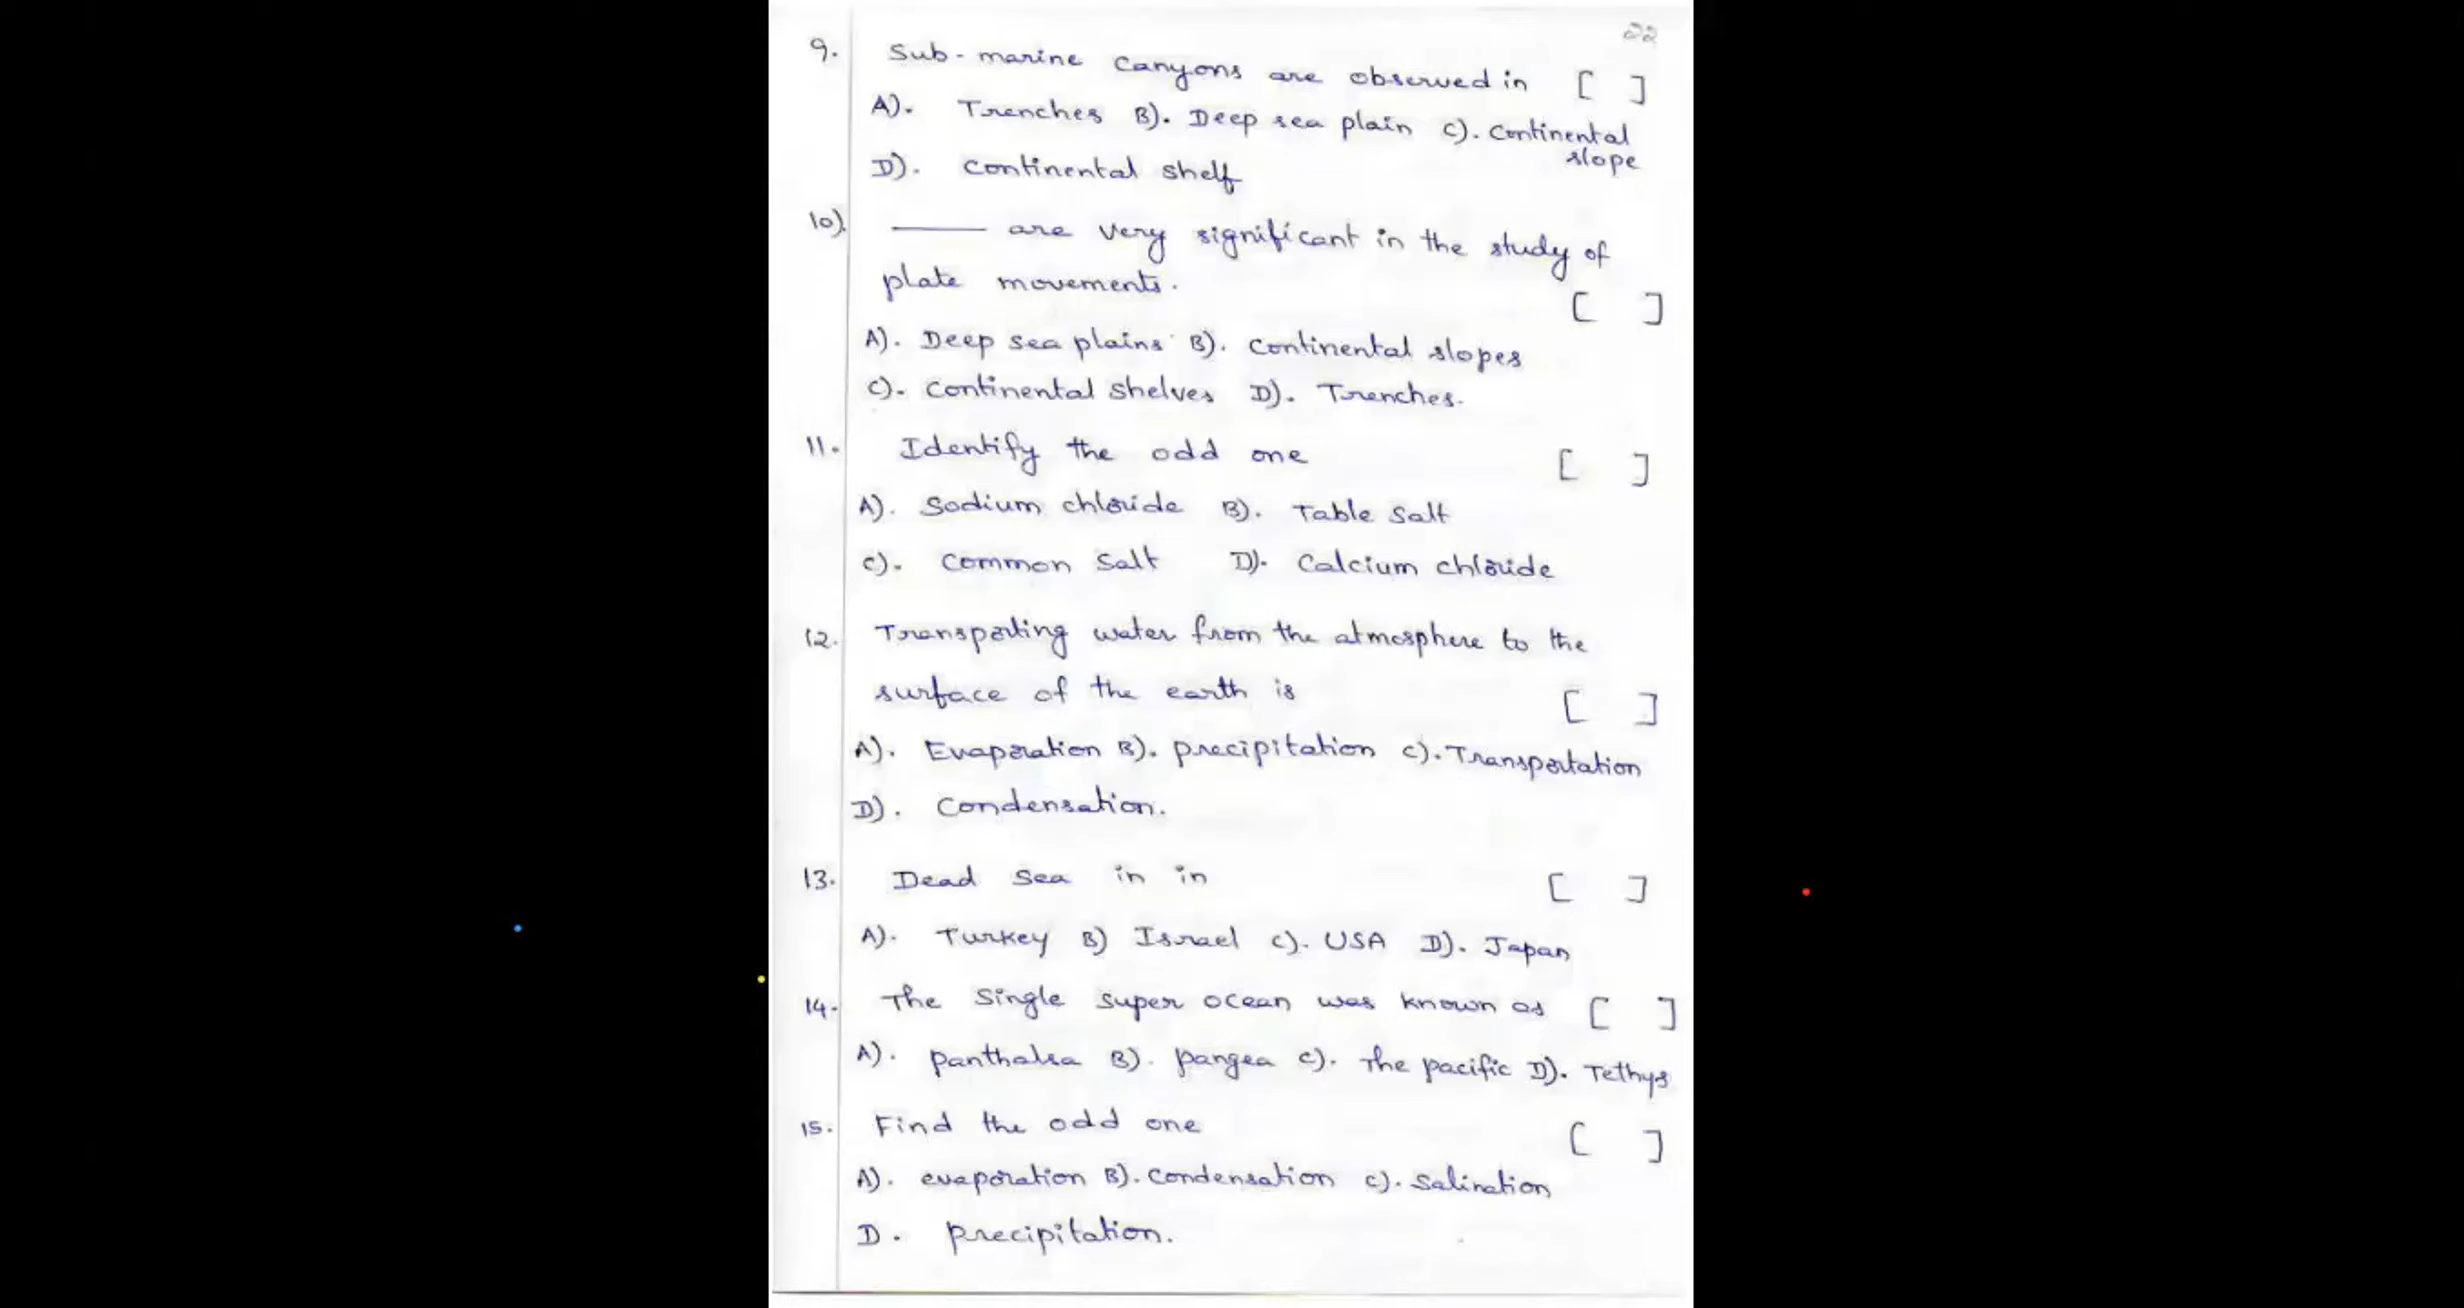 22
9. Sub-marine Canyons are observed in [ ]
A). Trenches B). Deep sea plain C). Continental
slope
D). Continental shelf
10). ____ are very significant in the study of
plate movements.
[ ]
A). Deep sea plains B). Continental slopes
C). Continental shelves D). Trenches.
11. Identify the odd one [ ]
A). Sodium chloride B). Table Salt
C). Common Salt D). Calcium chloride
12. Transporting water from the atmosphere to the
surface of the earth is [ ]
A). Evaporation B). Precipitation C). Transportation
D). Condensation.
13. Dead Sea in in [ ]
A). Turkey B) Israel C). USA D). Japan
14. The Single super ocean was known as [ ]
A). panthalsa B). pangea C). The pacific D). Tethys
15. Find the odd one [ ]
A). evaporation B). Condensation C). Salination
D. Precipitation.